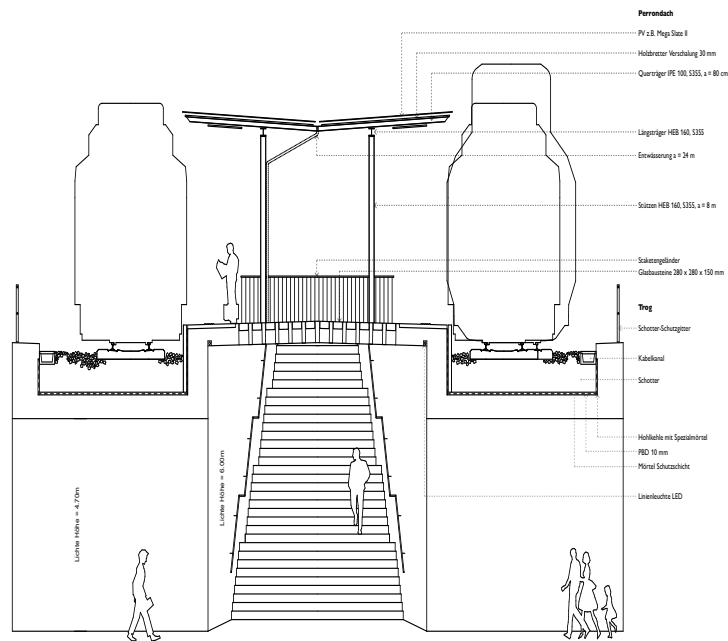 Perrondach
PV z.B. Mega Slate II
Holzbretter Verschalung 30 mm
Querträger IPE 100, S355, a = 80 cm
Längsträger HEB 160, S355
Entwässerung a = 24 m
Stützen HEB 160, S355, a = 8 m
Staketengeländer
Glasbausteine 280 x 280 x 150 mm
Trog
Schotter-Schutzgitter
Kabelkanal
Schotter
Hohlkehle mit Spezialmörtel
PBD 10 mm
Mörtel Schutzschicht
Linienleuchte LED
Lichte Höhe = 4.70m
Lichte Höhe = 6.00m